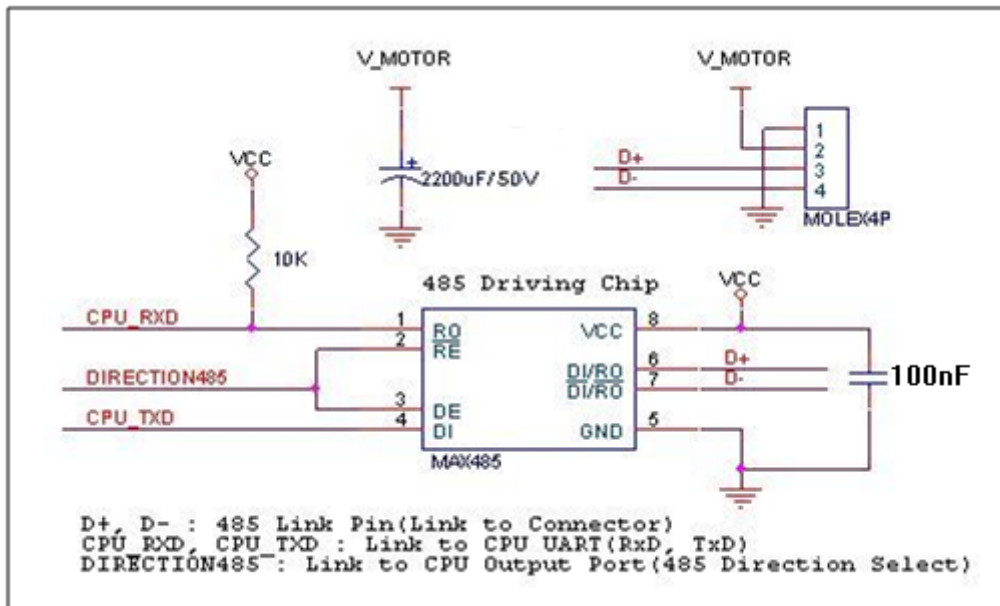 V_MOTOR
V_MOTOR
1
2
D+
3
D-
4
VCC
2200uF/50V
MOLEX4P
10K
485 Driving Chip
VCC
CPU_RXD
1
RO
VCC
8
2
RE
DI/RO
6
D+
DIRECTION485
DI/RO
7
D-
100nF
3
DE
CPU_TXD
4
DI
GND
5
MAX485
D+, D- : 485 Link Pin(Link to Connector)
CPU_RXD, CPU_TXD : Link to CPU UART(RxD, TxD)
DIRECTION485 : Link to CPU Output Port(485 Direction Select)